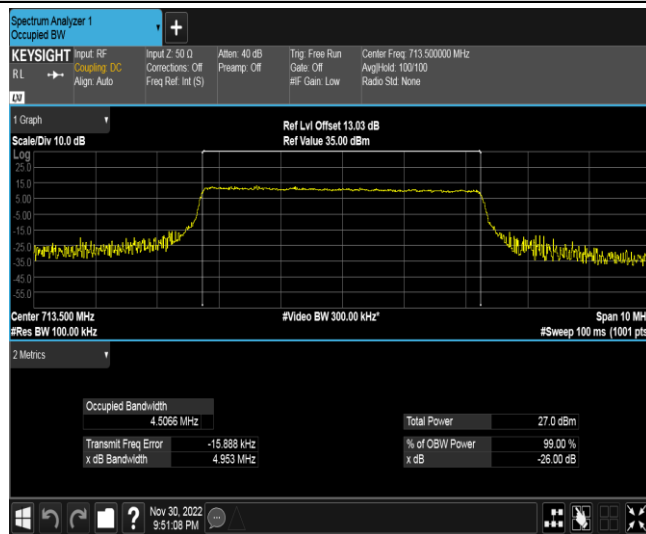 Spectrum Analyzer 1
Occupied BW
KEYSIGHT
RL
Input: RF
Coupling: DC
Align: Auto
Input Z: 50 Ω
Corrections: Off
Freq Ref: Int (S)
Atten: 40 dB
Preamp: Off
Trig: Free Run
Gate: Off
#IF Gain: Low
Center Freq: 713.500000 MHz
Avg|Hold: 100/100
Radio Std: None
1 Graph
Scale/Div 10.0 dB
Ref Lvl Offset 13.03 dB
Ref Value 35.00 dBm
Log
25.0
15.0
5.00
-5.00
-15.0
-25.0
-35.0
-45.0
-55.0
Center 713.500 MHz
#Res BW 100.00 kHz
#Video BW 300.00 kHz*
Span 10 MH
#Sweep 100 ms (1001 pts
2 Metrics
Occupied Bandwidth
4.5066 MHz
Transmit Freq Error -15.888 kHz
x dB Bandwidth 4.953 MHz
Total Power 27.0 dBm
% of OBW Power 99.00 %
x dB -26.00 dB
?
Nov 30, 2022
9:51:08 PM